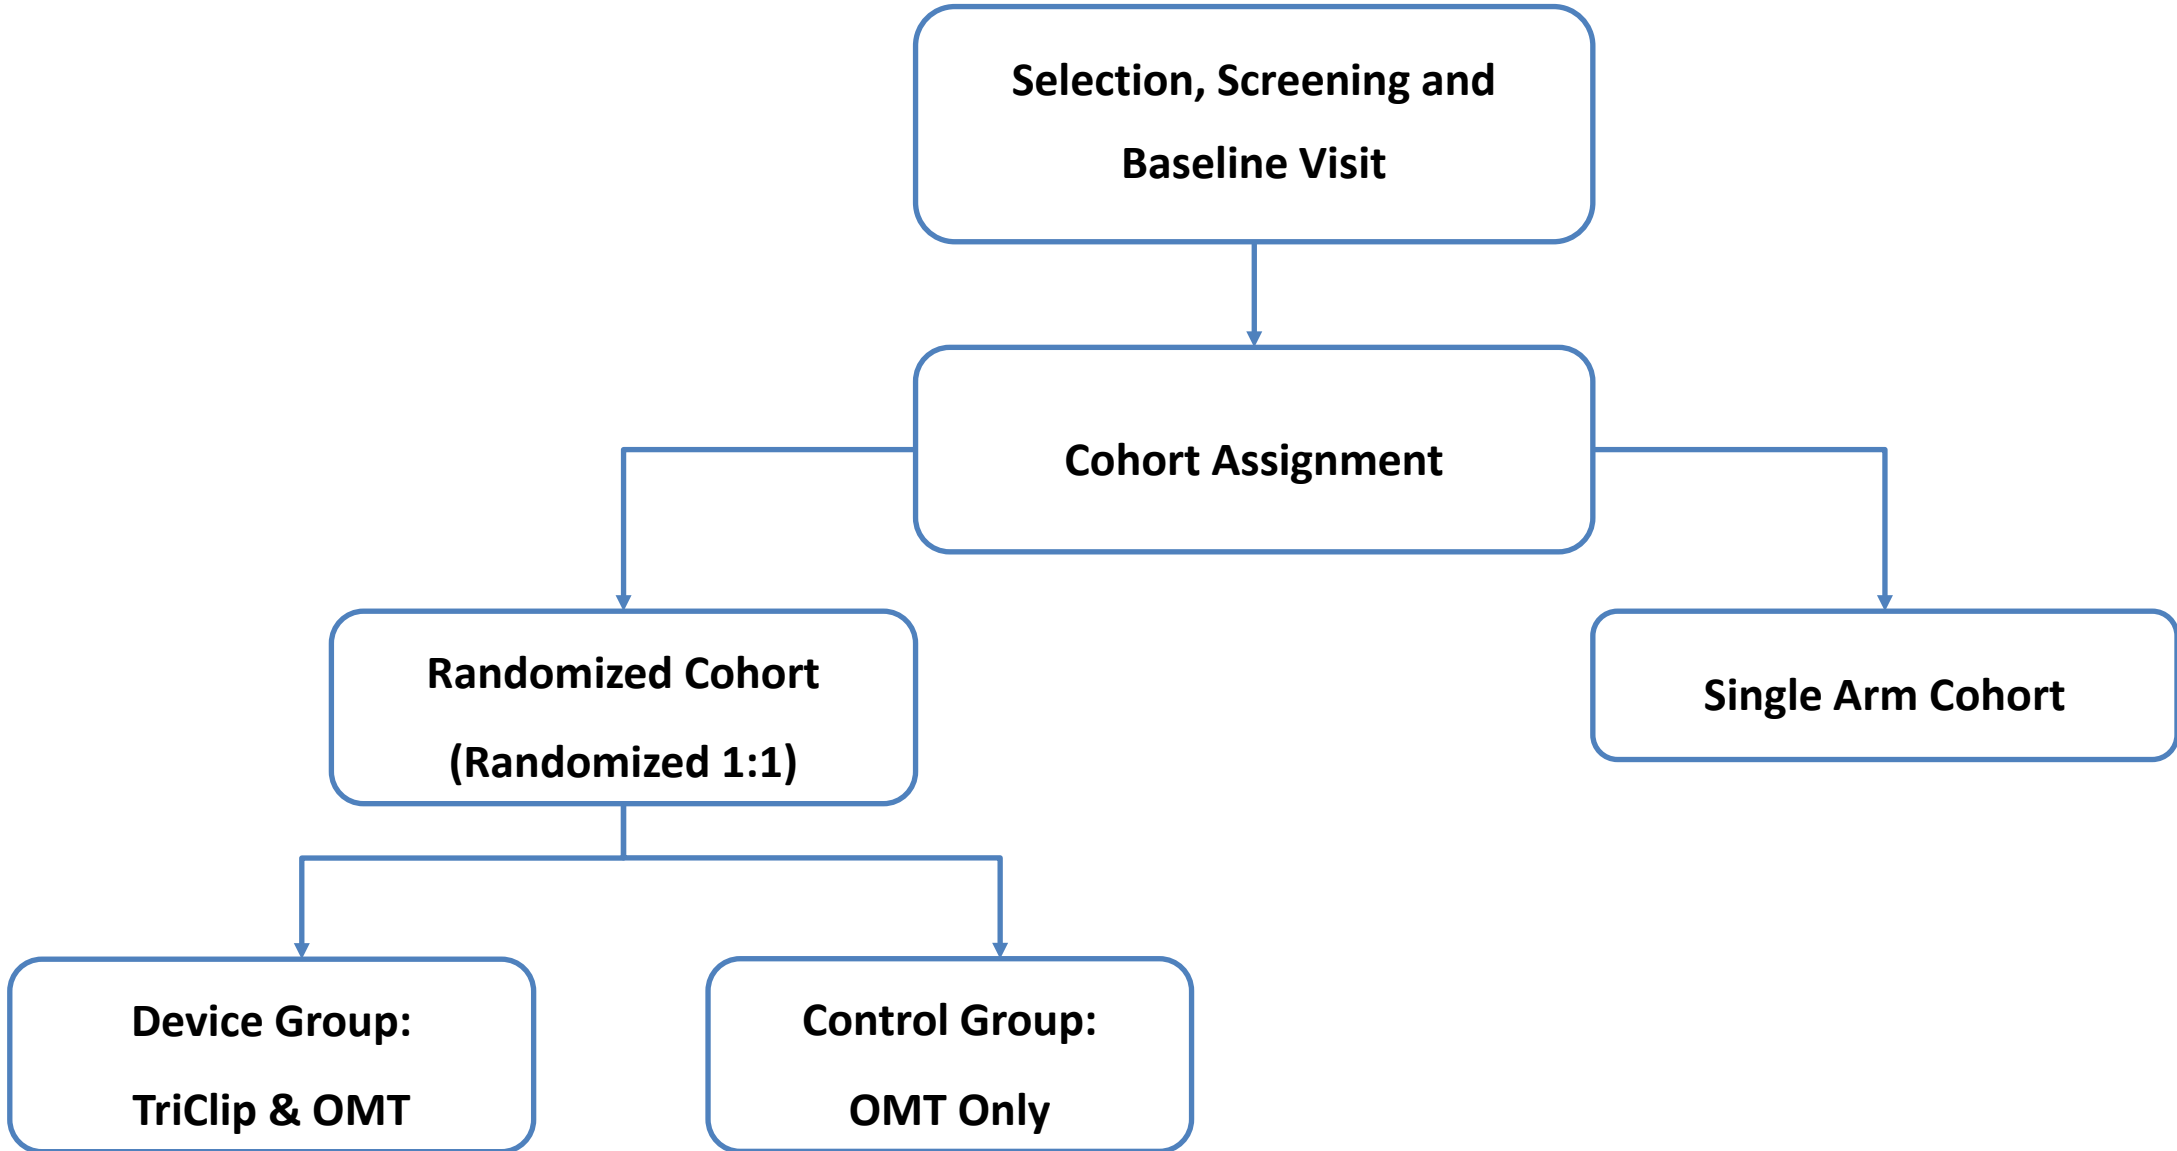 Selection, Screening and
Baseline Visit
Cohort Assignment
Randomized Cohort
(Randomized 1:1)
Single Arm Cohort
Device Group:
TriClip & OMT
Control Group:
OMT Only